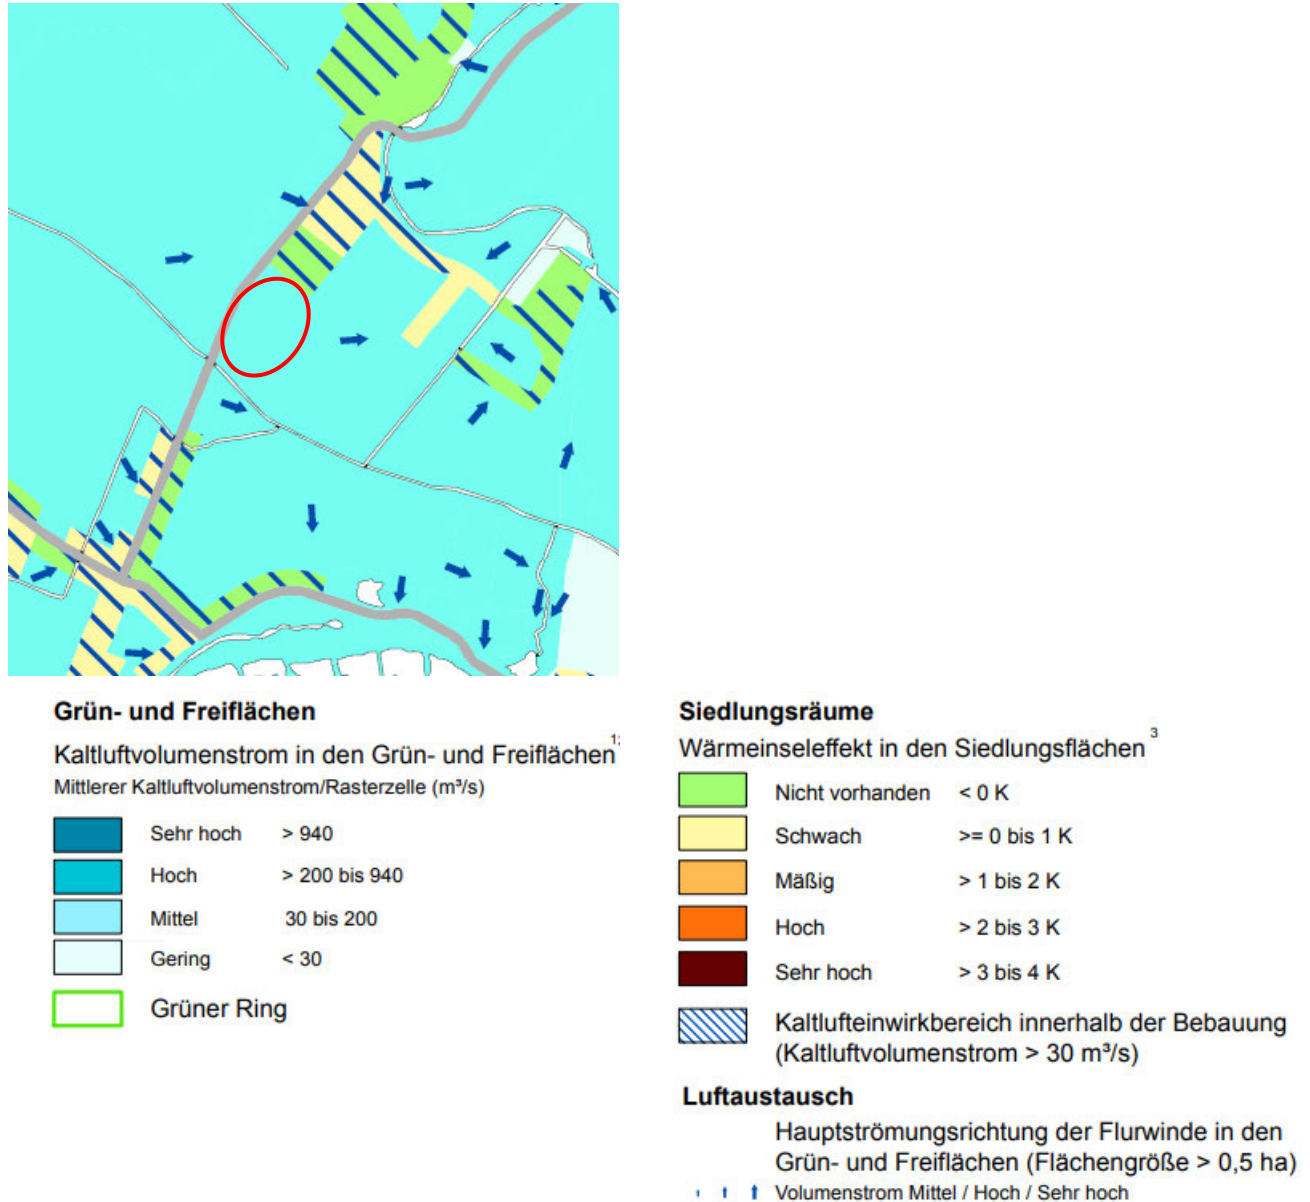 Grün- und Freiflächen
Kaltluftvolumenstrom in den Grün- und Freiflächen
Mittlerer Kaltluftvolumenstrom/Rasterzelle (m³/s)
Sehr hoch > 940
Hoch > 200 bis 940
Mittel 30 bis 200
Gering < 30
Grüner Ring
Siedlungsräume
Wärmeinseleffekt in den Siedlungsflächen ³
Nicht vorhanden < 0 K
Schwach >= 0 bis 1 K
Mäßig > 1 bis 2 K
Hoch > 2 bis 3 K
Sehr hoch > 3 bis 4 K
Kaltlufteinwirkbereich innerhalb der Bebauung
(Kaltluftvolumenstrom > 30 m³/s)
Luftaustausch
Hauptströmungsrichtung der Flurwinde in den
Grün- und Freiflächen (Flächengröße > 0,5 ha)
Volumenstrom Mittel / Hoch / Sehr hoch